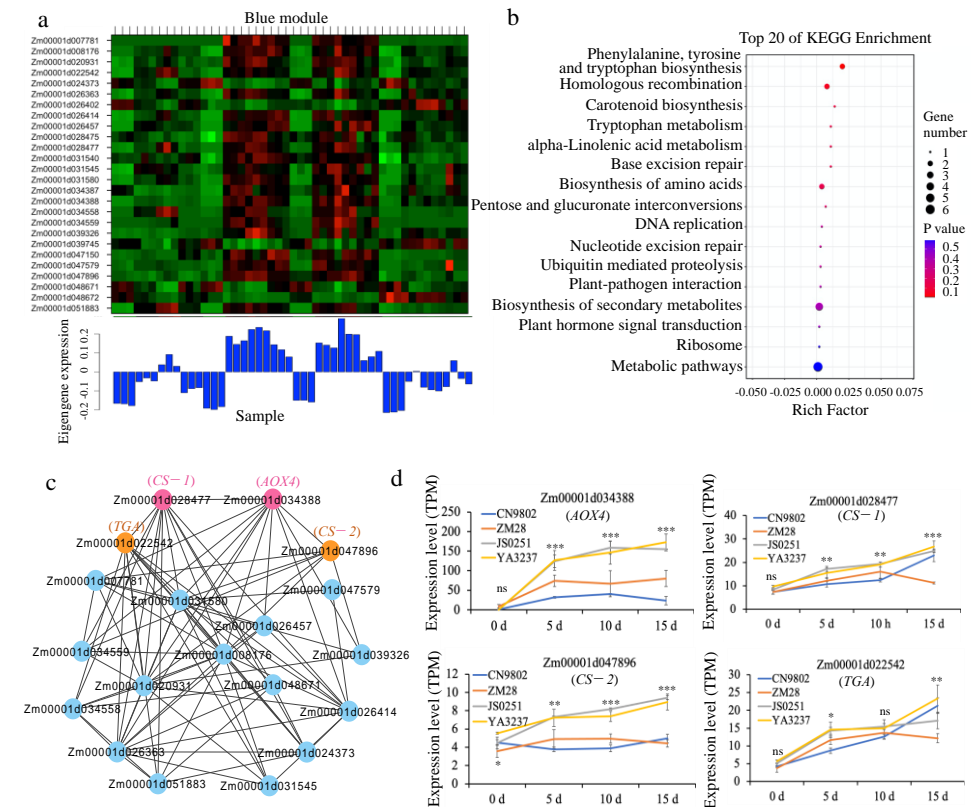 a
Blue module
Zm00001d007781
Zm00001d008176
Zm00001d020931
Zm00001d022542
Zm00001d024373
Zm00001d026363
Zm00001d026402
Zm00001d026414
Zm00001d026457
Zm00001d028475
Zm00001d028477
Zm00001d031540
Zm00001d031545
Zm00001d031580
Zm00001d034387
Zm00001d034388
Zm00001d034558
Zm00001d034559
Zm00001d039326
Zm00001d039745
Zm00001d047150
Zm00001d047579
Zm00001d047896
Zm00001d048671
Zm00001d048672
Zm00001d051883
Eigengene expression
-0.2 -0.1 0 0.1 0.2
Sample
b
Top 20 of KEGG Enrichment
Phenylalanine, tyrosine
and tryptophan biosynthesis
Homologous recombination
Carotenoid biosynthesis
Tryptophan metabolism
alpha-Linolenic acid metabolism
Base excision repair
Biosynthesis of amino acids
Pentose and glucuronate interconversions
DNA replication
Nucleotide excision repair
Ubiquitin mediated proteolysis
Plant-pathogen interaction
Biosynthesis of secondary metabolites
Plant hormone signal transduction
Ribosome
Metabolic pathways
-0.050 -0.025 0.000 0.025 0.050 0.075
Rich Factor
Gene
number
1
2
3
4
5
6
P value
0.5
0.4
0.3
0.2
0.1
c
(CS-1)
(AOX4)
Zm00001d028477
Zm00001d034388
(TGA)
(CS-2)
Zm00001d022542
Zm00001d047896
Zm00001d007781
Zm00001d047579
Zm00001d031580
Zm00001d026457
Zm00001d034559
Zm00001d008176
Zm00001d039326
Zm00001d020931
Zm00001d048671
Zm00001d034558
Zm00001d026414
Zm00001d026363
Zm00001d024373
Zm00001d051883
Zm00001d031545
d
Zm00001d034388
(AOX4)
Expression level (TPM)
250
200
150
100
50
0
CN9802
ZM28
JS0251
YA3237
ns
***
***
***
0 d 5 d 10 d 15 d
Zm00001d028477
(CS-1)
Expression level (TPM)
40
30
20
10
0
CN9802
ZM28
JS0251
YA3237
ns
**
**
***
0 d 5 d 10 h 15 d
Zm00001d047896
(CS-2)
Expression level (TPM)
12
10
8
6
4
2
0
CN9802
ZM28
JS0251
YA3237
*
**
***
***
0 d 5 d 10 d 15 d
Zm00001d022542
(TGA)
Expression level (TPM)
30
25
20
15
10
5
0
CN9802
ZM28
JS0251
YA3237
ns
*
ns
**
0 d 5 d 10 d 15 d